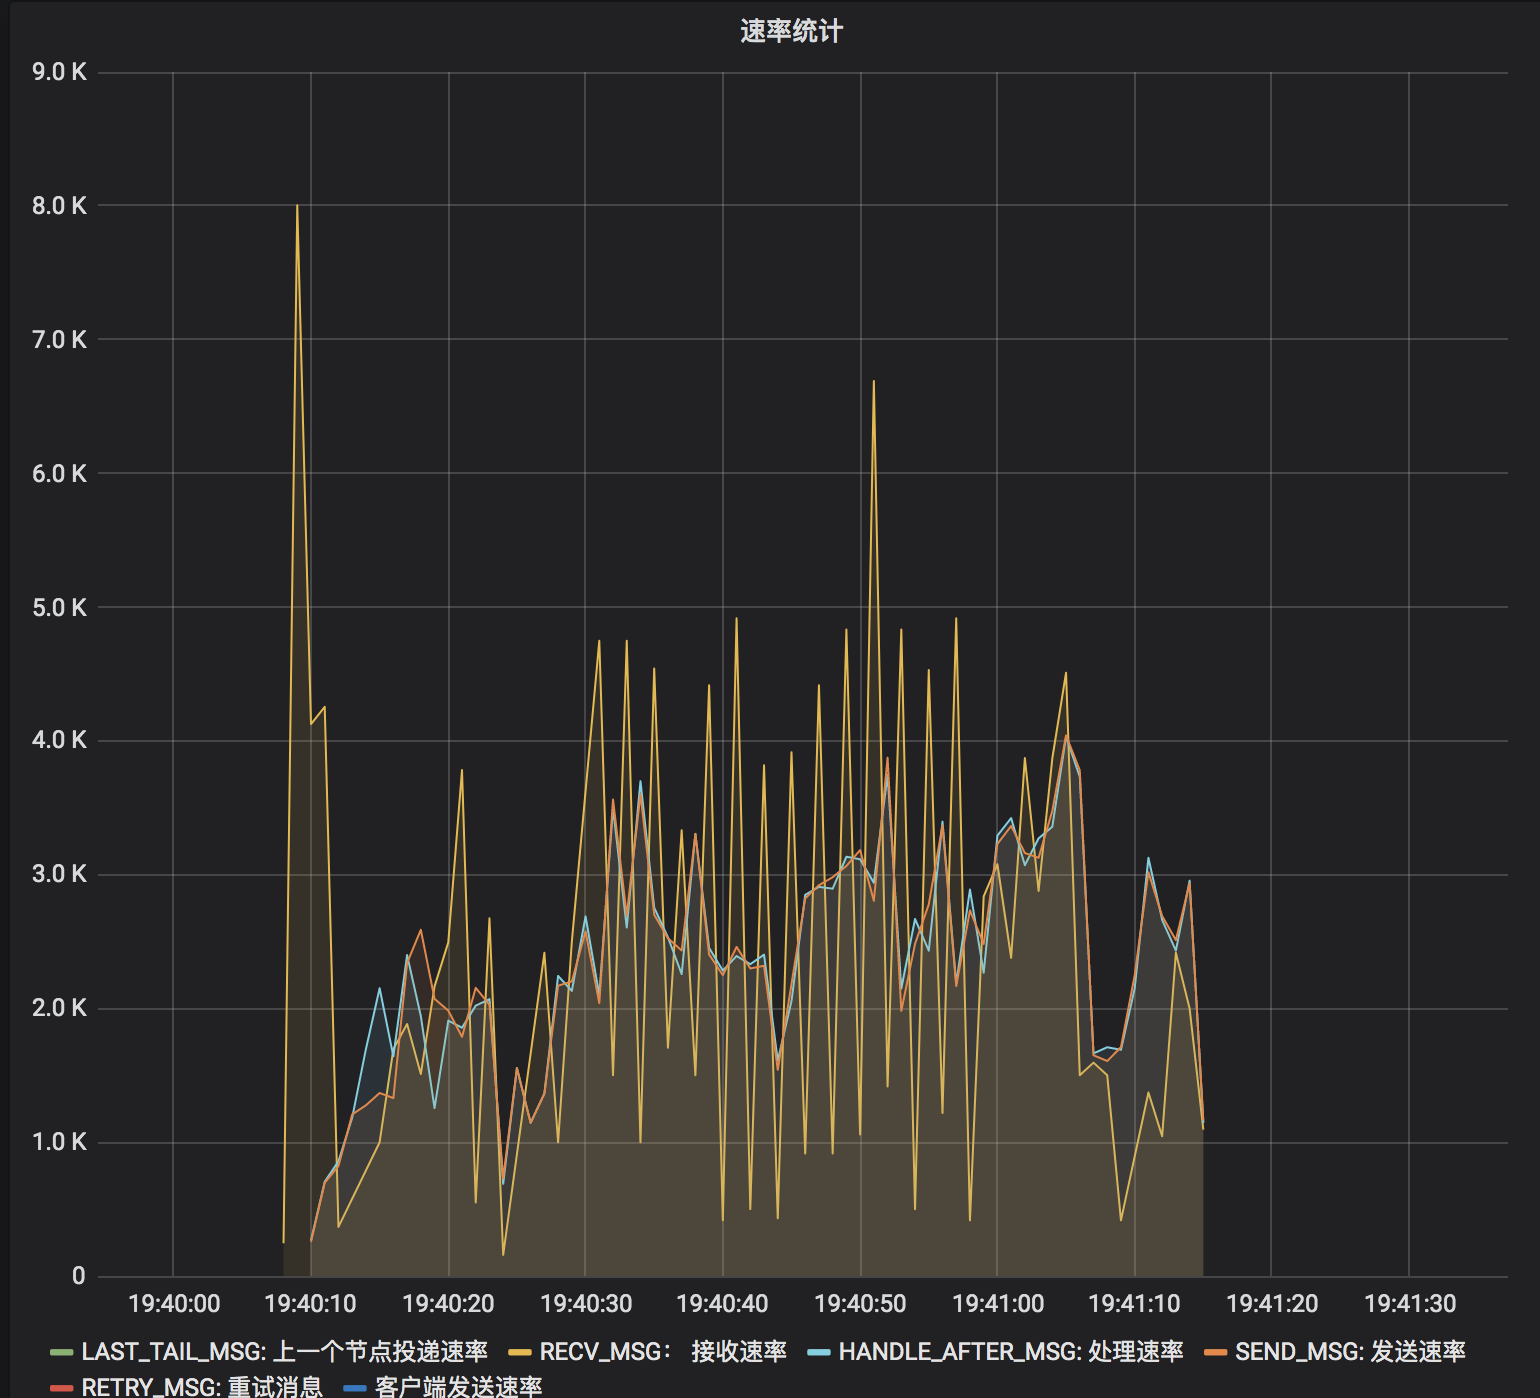 速率统计
9.0 K
8.0 K
7.0 K
6.0 K
5.0 K
4.0 K
3.0 K
2.0 K
1.0 K
0
19:40:00 19:40:10 19:40:20 19:40:30 19:40:40 19:40:50 19:41:00 19:41:10 19:41:20 19:41:30
LAST_TAIL_MSG: 上一个节点投递速率 RECV_MSG： 接收速率 HANDLE_AFTER_MSG: 处理速率 SEND_MSG: 发送速率
RETRY_MSG: 重试消息 客户端发送速率